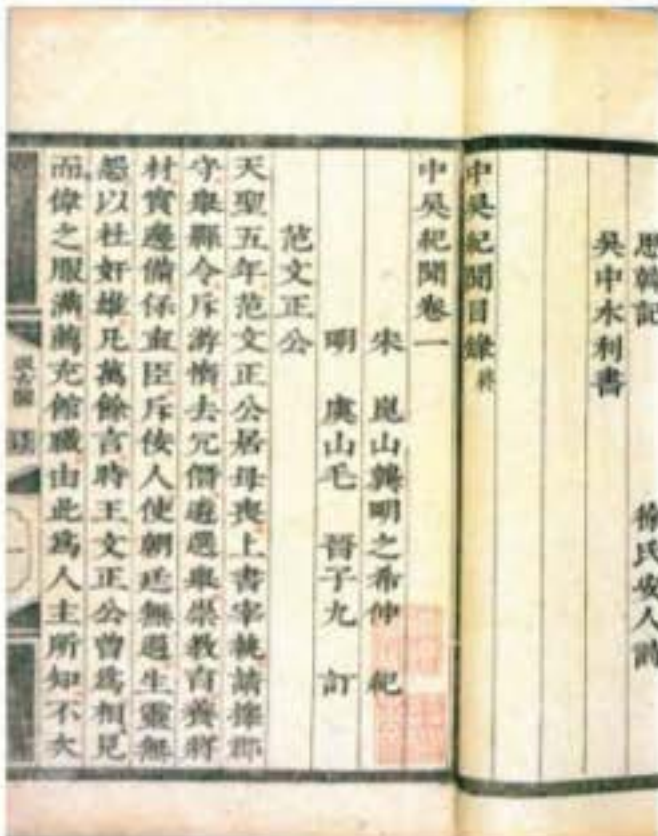 思韓記 徐氏安人詩
吳中水利書
中吳紀聞目錄終
中吳紀聞卷一
宋 崑山龔明之希仲 紀
明 虞山毛 晉子九 訂
范文正公
天聖五年范文正公居母喪上書宰執請擇郡
守舉縣令斥游惰去冗僭遴選舉崇敎育養將
材實邊備保直臣斥佞人使朝廷無過生靈無
怨以杜奸雄凡萬餘言時王文正公曾爲相見
而偉之服滿薦充館職由此爲人主所知不久
一